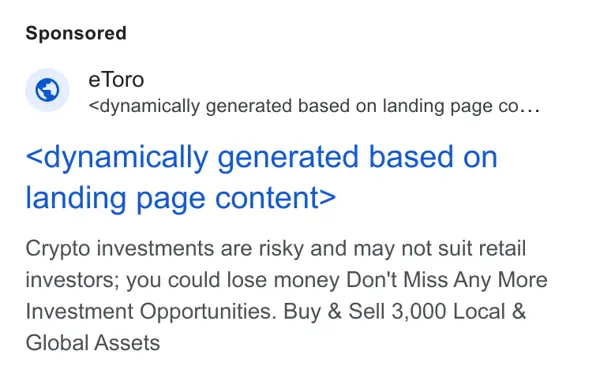 Sponsored
eToro
<dynamically generated based on landing page co…
<dynamically generated based on
landing page content>
Crypto investments are risky and may not suit retail
investors; you could lose money Don't Miss Any More
Investment Opportunities. Buy & Sell 3,000 Local &
Global Assets